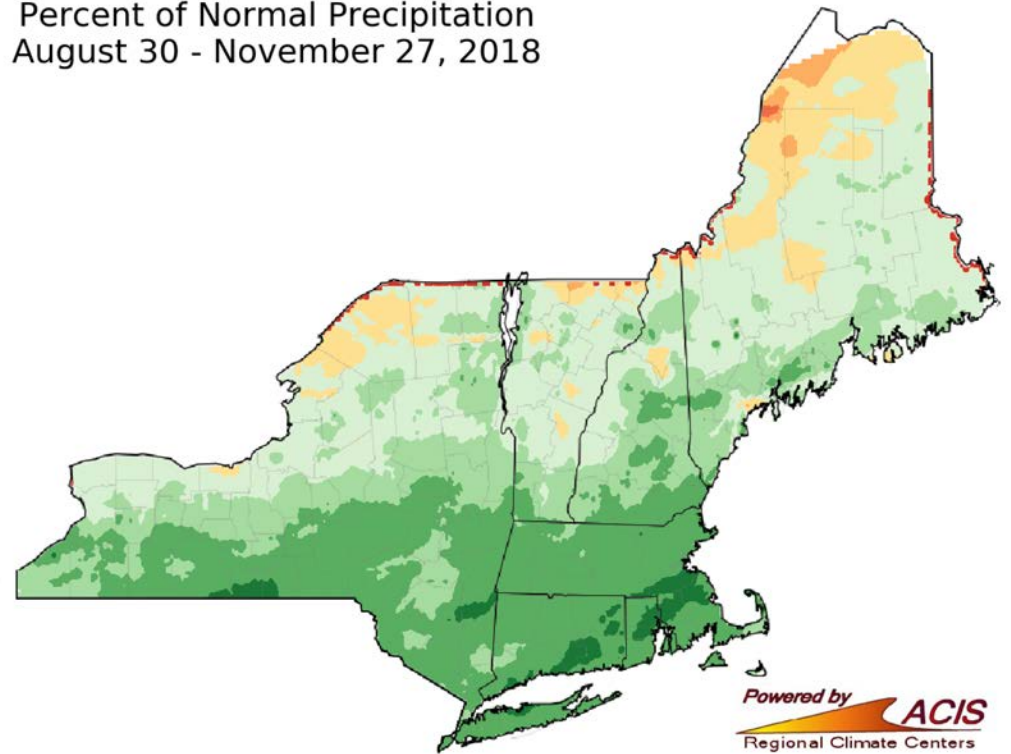 Percent of Normal Precipitation
August 30 - November 27, 2018
Powered by
ACIS
Regional Climate Centers